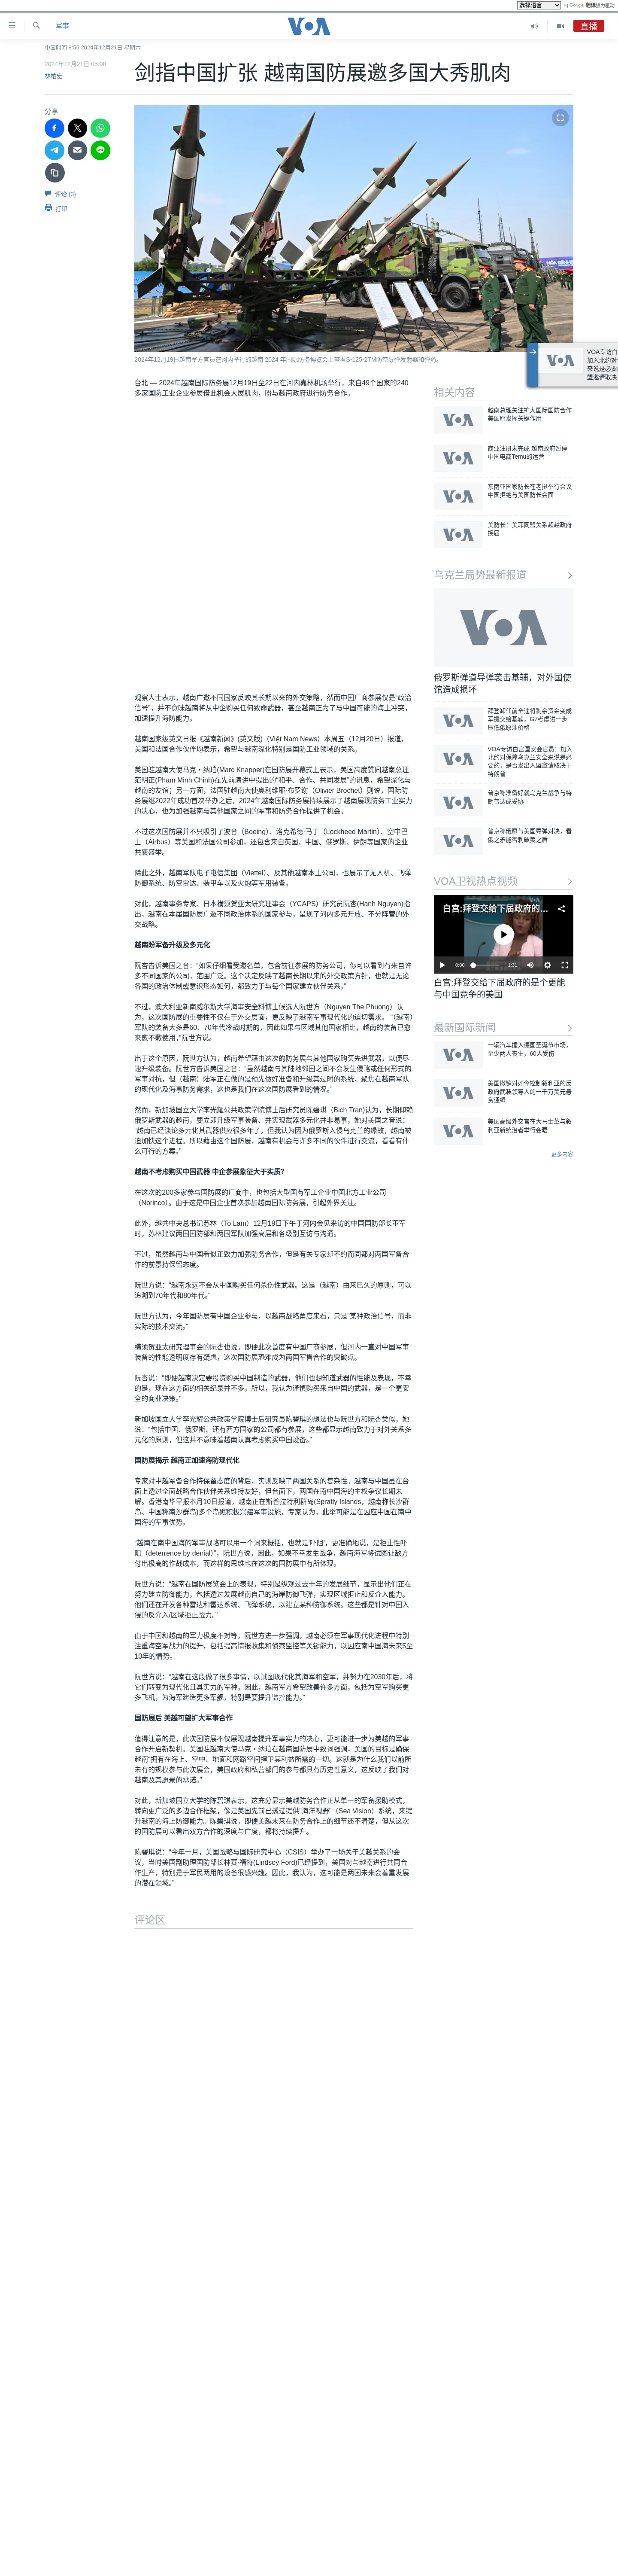 选择语言 由 Google 翻译强力驱动
军事
VOA
直播
中国时间 8:56 2024年12月21日 星期六
2024年12月21日 05:08
林柏宏
剑指中国扩张 越南国防展邀多国大秀肌肉
分享
评论 (3)
打印
2024年12月19日越南军方官员在河内举行的越南 2024 年国际防务博览会上查看S-125-2TM防空导弹发射器和弹药。
台北 — 2024年越南国际防务展12月19日至22日在河内嘉林机场举行，来自49个国家的240
多家国防工业企业参展借此机会大展肌肉，盼与越南政府进行防务合作。
观察人士表示，越南广邀不同国家反映其长期以来的外交策略，然而中国厂商参展仅是“政治
信号”，并不意味越南将从中企购买任何致命武器，甚至越南正为了与中国可能的海上冲突，
加速提升海防能力。
越南国家级英文日报《越南新闻》(英文版)（Việt Nam News）本周五（12月20日）报道，
美国和法国合作伙伴均表示，希望与越南深化特别是国防工业领域的关系。
美国驻越南大使马克・纳珀(Marc Knapper)在国防展开幕式上表示，美国高度赞同越南总理
范明正(Pham Minh Chinh)在先前演讲中提出的“和平、合作、共同发展”的讯息，希望深化与
越南的友谊；另一方面，法国驻越南大使奥利维耶·布罗谢（Olivier Brochet）则说，国际防
务展继2022年成功首次举办之后，2024年越南国际防务展持续展示了越南展现防务工业实力
的决心，也为加强越南与其他国家之间的军事和防务合作提供了机会。
不过这次国防展并不只吸引了波音（Boeing）、洛克希德·马丁（Lockheed Martin）、空中巴
士（Airbus）等美国和法国公司参加，还包含来自英国、中国、俄罗斯、伊朗等国家的企业
共襄盛举。
除此之外，越南军队电子电信集团（Viettel）、及其他越南本土公司，也展示了无人机、飞弹
防御系统、防空雷达、装甲车以及火炮等军用装备。
对此，越南事务专家、日本横须贺亚太研究理事会（YCAPS）研究员阮杏(Hanh Nguyen)指
出，越南在本届国防展广邀不同政治体系的国家参与，呈现了河内多元开放、不分阵营的外
交战略。
越南盼军备升级及多元化
阮杏告诉美国之音：“如果仔细看受邀名单，包含前往参展的防务公司，你可以看到有来自许
多不同国家的公司，范围广泛。这个决定反映了越南长期以来的外交政策方针，也就是无论
各国的政治体制或意识形态如何，都致力于与每个国家建立伙伴关系。”
不过，澳大利亚新南威尔斯大学海事安全科博士候选人阮世方（Nguyen The Phuong）认
为，这次国防展的重要性不仅在于外交层面，更反映了越南军事现代化的迫切需求。 “（越南）
军队的装备大多是60、70年代冷战时期的，因此如果与区域其他国家相比，越南的装备已愈
来愈不敷使用，”阮世方说。
出于这个原因，阮世方认为，越南希望藉由这次的防务展与其他国家购买先进武器，以便尽
速升级装备。阮世方告诉美国之音：“虽然越南与其陆地邻国之间不会发生侵略或任何形式的
军事对抗，但（越南）陆军正在做的是预先做好准备和升级其过时的系统，聚焦在越南军队
的现代化及海事防务需求，这也是我们在这次国防展看到的情况。”
然而，新加坡国立大学李光耀公共政策学院博士后研究员陈碧琪（Bich Tran)认为，长期仰赖
俄罗斯武器的越南，要立即升级军事装备、并实现武器多元化并非易事，她对美国之音说：
“越南已经谈论多元化其武器供应很多年了，但我认为因为俄罗斯入侵乌克兰的缘故，越南被
迫加快这个进程。所以藉由这个国防展，越南有机会与许多不同的伙伴进行交流，看看有什
么可行的方案。”
越南不考虑购买中国武器 中企参展象征大于实质?
在这次的200多家参与国防展的厂商中，也包括大型国有军工企业中国北方工业公司
（Norinco）。由于这是中国企业首次参加越南国际防务展，引起外界关注。
此外，越共中央总书记苏林（To Lam）12月19日下午于河内会见来访的中国国防部长董军
时，苏林建议两国国防部和两国军队加强高层和各级别互访与沟通。
不过，虽然越南与中国看似正致力加强防务合作，但是有关专家却不约而同都对两国军备合
作的前景持保留态度。
阮世方说：“越南永远不会从中国购买任何杀伤性武器。这是（越南）由来已久的原则，可以
追溯到70年代和80年代。”
阮世方认为，今年国防展有中国企业参与，以越南战略角度来看，只是“某种政治信号，而非
实际的技术交流。”
横须贺亚太研究理事会的阮杏也说，即便此次首度有中国厂商参展，但河内一直对中国军事
装备的性能透明度存有疑虑，这次国防展恐难成为两国军售合作的突破点。
阮杏说：“即便越南决定要投资购买中国制造的武器，他们也想知道武器的性能及表现，不幸
的是，现在这方面的相关纪录并不多。所以，我认为谨慎购买来自中国的武器，是一个更安
全的商业决策。”
新加坡国立大学李光耀公共政策学院博士后研究员陈碧琪的想法也与阮世方和阮杏类似，她
说：“包括中国、俄罗斯、还有西方国家的公司都有参展，这些都显示越南致力于对外关系多
元化的原则，但这并不意味着越南认真考虑购买中国设备。”
国防展揭示 越南正加速海防现代化
专家对中越军备合作持保留态度的背后，实则反映了两国关系的复杂性。越南与中国虽在台
面上透过全面战略合作伙伴关系维持友好，但台面下，两国在南中国海的主权争议长期未
解。香港南华早报本月10日报道，越南正在斯普拉特利群岛(Spratly Islands，越南称长沙群
岛、中国称南沙群岛)多个岛礁积极兴建军事设施，专家认为，此举可能是在因应中国在南中
国海的军事优势。
“越南在南中国海的军事战略可以用一个词来概括，也就是‘吓阻’，更准确地说，是拒止性吓
阻（deterrence by denial）”，阮世方说，因此，如果不幸发生战争，越南海军将试图让敌方
付出极高的作战成本，而这样的思维也在这次的国防展中有所体现。
阮世方说：“越南在国防展览会上的表现，特别是纵观过去十年的发展细节，显示出他们正在
努力建立防御能力，包括透过发展越南自己的海岸防御飞弹，实现区域拒止和反介入能力。
他们还在开发各种雷达和雷达系统、飞弹系统，以建立某种防御系统。这些都是针对中国入
侵的反介入/区域拒止战力。”
由于中国和越南的军力极度不对等，阮世方进一步强调，越南必须在军事现代化进程中特别
注重海空军战力的提升，包括提高情报收集和侦察监控等关键能力，以因应南中国海未来5至
10年的情势。
阮世方说：“越南在这段做了很多事情，以试图现代化其海军和空军，并努力在2030年后，将
它们转变为现代化且具实力的军种。因此，越南军方希望改善许多方面，包括为空军购买更
多飞机，为海军建造更多军舰，特别是要提升监控能力。”
国防展后 美越可望扩大军事合作
值得注意的是，此次国防展不仅展现越南提升军事实力的决心，更可能进一步为美越的军事
合作开启新契机。美国驻越南大使马克・纳珀在越南国防展中致词强调，美国的目标是确保
越南“拥有在海上、空中、地面和网路空间捍卫其利益所需的一切。这就是为什么我们以前所
未有的规模参与此次展会，美国政府和私营部门的参与都具有历史性意义，这反映了我们对
越南及其愿景的承诺。”
对此，新加坡国立大学的陈碧琪表示，这充分显示美越防务合作正从单一的军备援助模式，
转向更广泛的多边合作框架，像是美国先前已透过提供“海洋视野”（Sea Vision）系统，来提
升越南的海上防御能力。陈碧琪说，即便美越未来在防务合作上的细节还不清楚，但从这次
的国防展可以看出双方合作的深度与广度，都将持续提升。
陈碧琪说：“今年一月，美国战略与国际研究中心（CSIS）举办了一场关于美越关系的会
议，当时美国副助理国防部长林赛·福特(Lindsey Ford)已经提到，美国对与越南进行共同合
作生产，特别是于军民两用的设备很感兴趣。因此，我认为，这可能是两国未来会着重发展
的潜在领域。”
评论区
VOA专访白
加入北约对
来说是必要
盟邀请取决
相关内容
越南总理关注扩大国际国防合作
美国愿发挥关键作用
商业注册未完成 越南政府暂停
中国电商Temu的运营
东南亚国家防长在老挝举行会议
中国拒绝与美国防长会面
美防长：美菲同盟关系超越政府
换届
乌克兰局势最新报道
俄罗斯弹道导弹袭击基辅，对外国使
馆造成损坏
拜登卸任前全速将剩余资金变成
军援交给基辅，G7考虑进一步
压低俄原油价格
VOA专访白宫国安会官员：加入
北约对保障乌克兰安全来说是必
要的，是否发出入盟邀请取决于
特朗普
普京称准备好就乌克兰战争与特
朗普达成妥协
普京称俄愿与美国导弹对决，看
俄之矛能否刺破美之盾
VOA卫视热点视频
白宫:拜登交给下届政府的...
0:00
1:31
白宫:拜登交给下届政府的是个更能
与中国竞争的美国
最新国际新闻
一辆汽车撞入德国圣诞节市场，
至少两人丧生，60人受伤
美国撤销对如今控制叙利亚的反
政府武装领导人的一千万美元悬
赏通缉
美国高级外交官在大马士革与叙
利亚新统治者举行会晤
更多内容